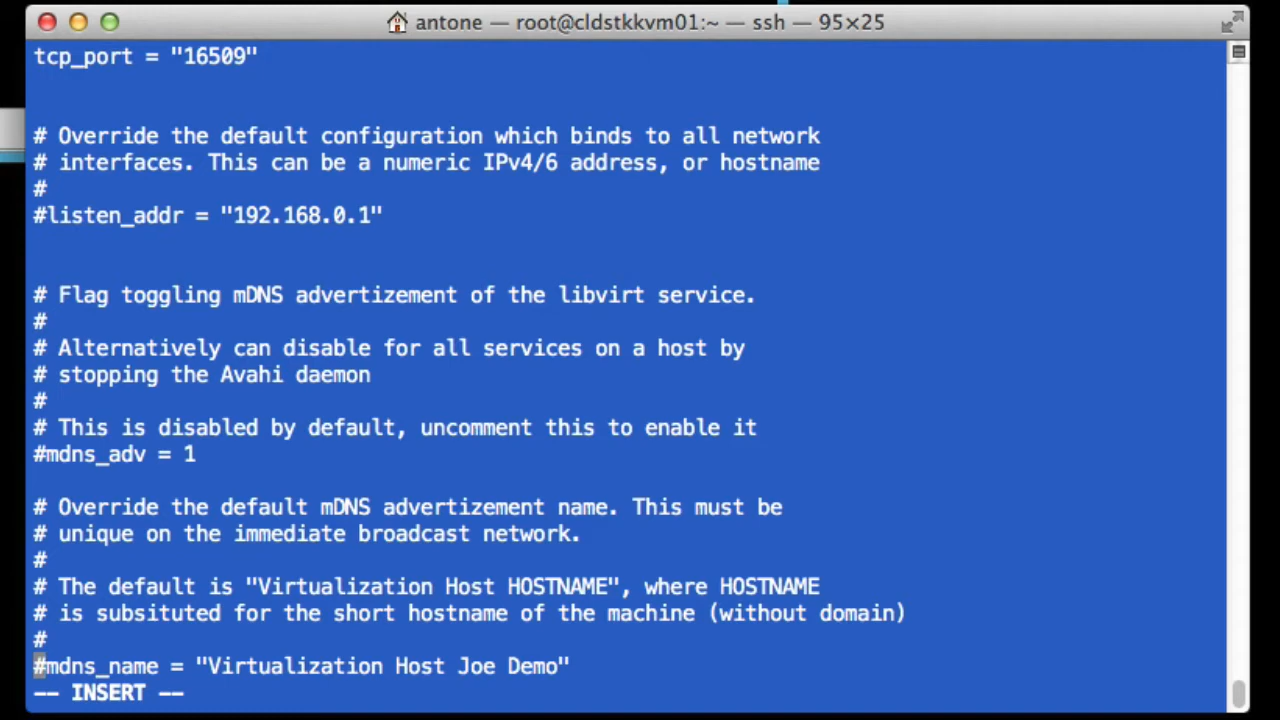 antone — root@cldstkkvm01:~ — ssh — 95×25
tcp_port = "16509"
# Override the default configuration which binds to all network
# interfaces. This can be a numeric IPv4/6 address, or hostname
#
#listen_addr = "192.168.0.1"
# Flag toggling mDNS advertizement of the libvirt service.
#
# Alternatively can disable for all services on a host by
# stopping the Avahi daemon
#
# This is disabled by default, uncomment this to enable it
#mdns_adv = 1
# Override the default mDNS advertizement name. This must be
# unique on the immediate broadcast network.
#
# The default is "Virtualization Host HOSTNAME", where HOSTNAME
# is subsituted for the short hostname of the machine (without domain)
#
#mdns_name = "Virtualization Host Joe Demo"
-- INSERT --